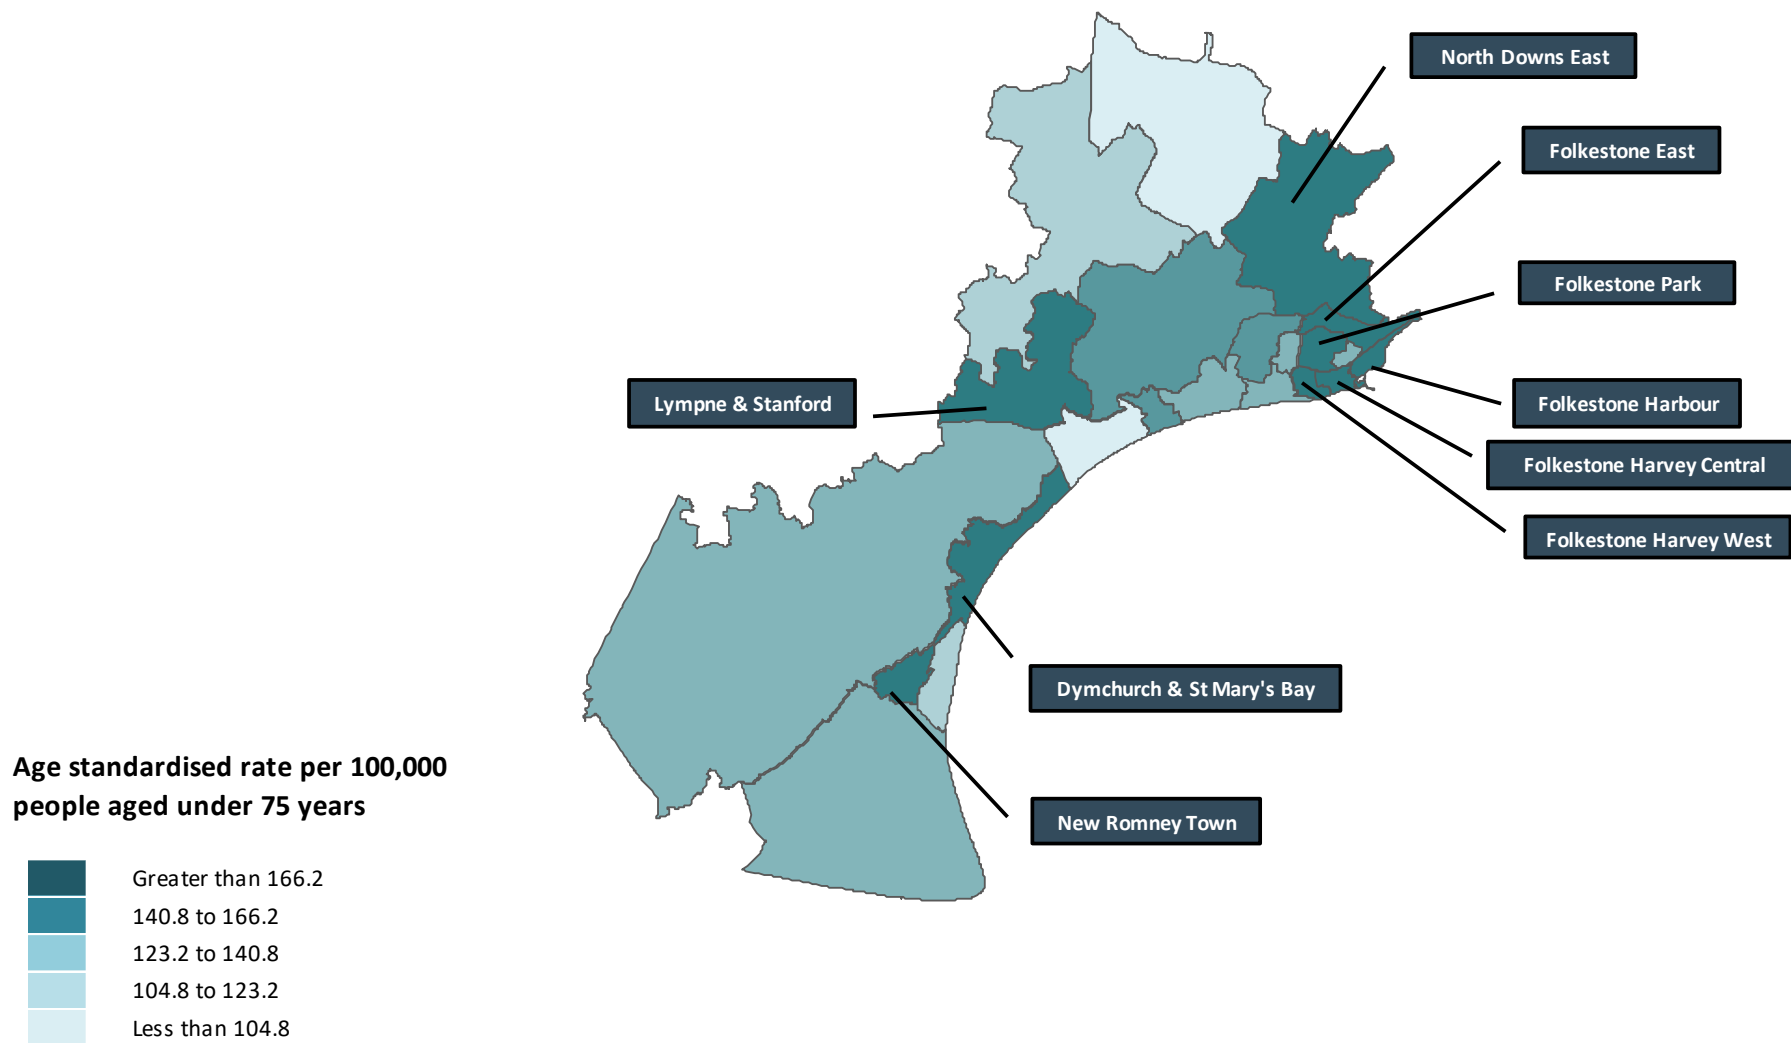 North Downs East
Folkestone East
Folkestone Park
Lympne & Stanford
Folkestone Harbour
Folkestone Harvey Central
Folkestone Harvey West
Dymchurch & St Mary's Bay
New Romney Town
Age standardised rate per 100,000
people aged under 75 years
Greater than 166.2
140.8 to 166.2
123.2 to 140.8
104.8 to 123.2
Less than 104.8